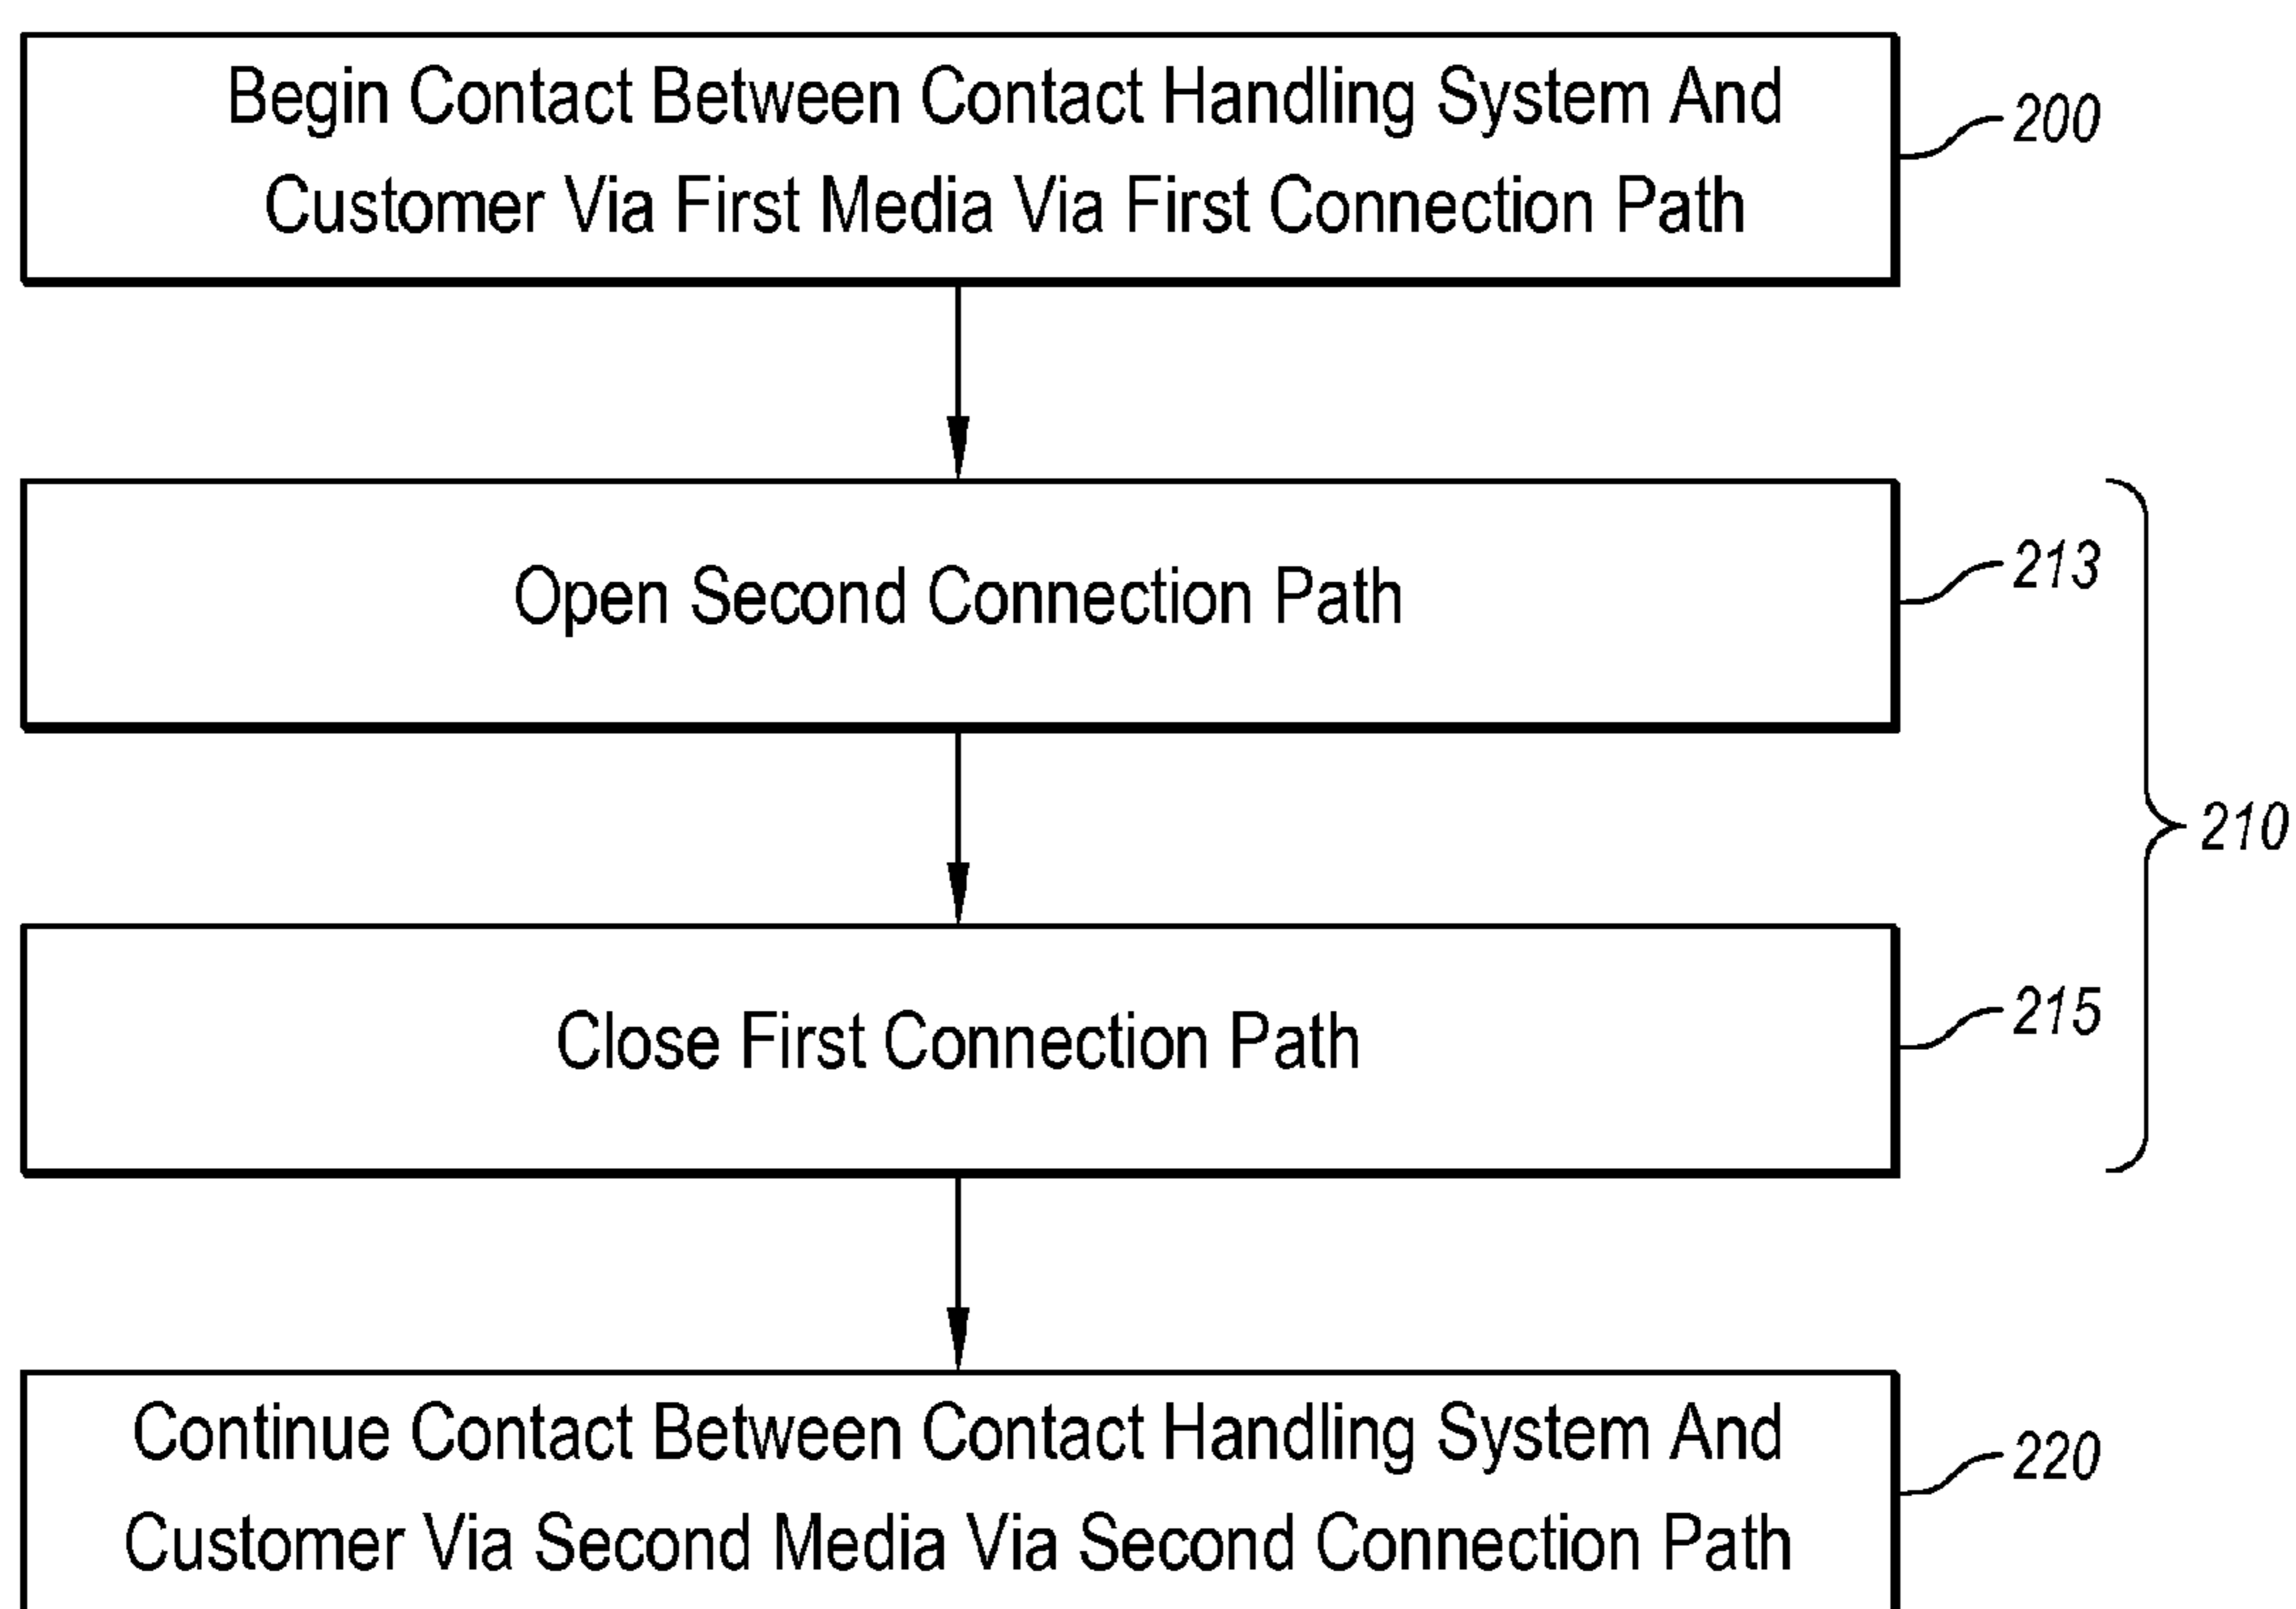 Begin Contact Between Contact Handling System And
Customer Via First Media Via First Connection Path
200
Open Second Connection Path
213
210
Close First Connection Path
215
Continue Contact Between Contact Handling System And
Customer Via Second Media Via Second Connection Path
220